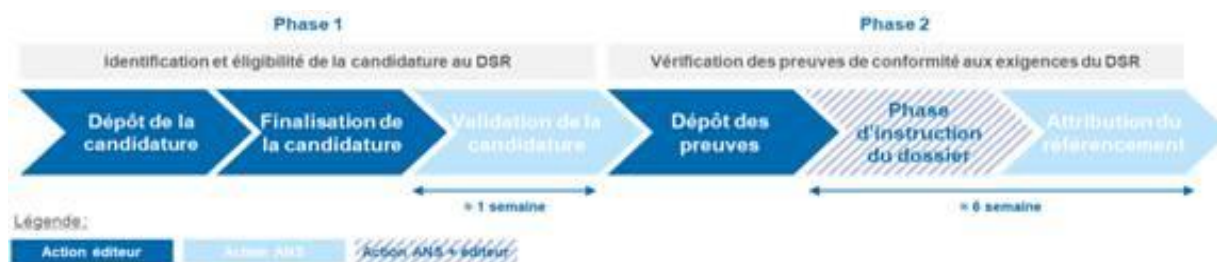 Phase 1
Phase 2
Identification et éligibilité de la candidature au DSR
Vérification des preuves de conformité aux exigences du DSR
Dépôt de la
candidature
Finalisation de
la candidature
Validation de la
candidature
Dépôt des
preuves
Phase
d'instruction
du dossier
Attribution du
référencement
≈ 1 semaine
≈ 6 semaine
Légende :
Action éditeur
Action ANS
Action ANS + éditeur